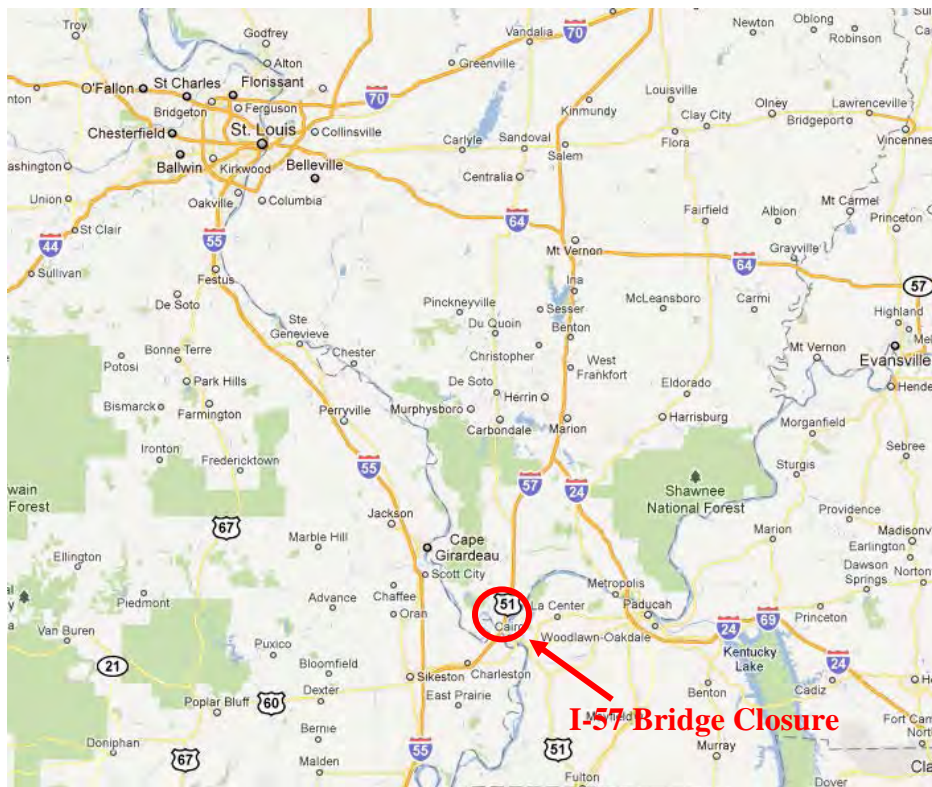 Troy
Godfrey
Alton
Vandalia
70
Newton
Oblong
Robinson
Greenville
O'Fallon
St Charles
Florissant
Bridgeton
Ferguson
70
Kinmundy
Louisville
Clay City
Olney
Lawrenceville
Bridgeport
Chesterfield
St. Louis
Collinsville
Carlyle
Sandoval
Salem
Flora
Vincennes
Ballwin
Kirkwood
Belleville
Centralia
Union
Oakville
Columbia
Fairfield
Albion
Mt Carmel
Princeton
St Clair
44
55
64
Mt Vernon
Grayville
64
57
Sullivan
Festus
De Soto
Ina
Pinckneyville
Sesser
McLeansboro
Carmi
Highland
Ste
Genevieve
Du Quoin
Benton
Mt Vernon
Evansville
Bonne Terre
Potosi
Chester
Christopher
West
Frankfort
Park Hills
De Soto
Eldorado
Bismarck
Farmington
Perryville
Murphysboro
Herrin
Harrisburg
Carbondale
Marion
Morganfield
Ironton
Fredericktown
55
57
24
Sturgis
Sebree
Shawnee
National Forest
Forest
67
Jackson
Providence
Marble Hill
Cape
Girardeau
Marion
Earlington
Ellington
Scott City
Dawson
Springs
Piedmont
Advance
Chaffee
Oran
51
Metropolis
La Center
Paducah
Princeton
Van Buren
Puxico
Woodlawn-Oakdale
24
69
21
Bloomfield
Sikeston
Charleston
Kentucky
Lake
24
Poplar Bluff
60
Dexter
East Prairie
Benton
Cadiz
I-57 Bridge Closure
Bernie
Doniphan
67
Malden
55
51
Murray
Fulton
Dover